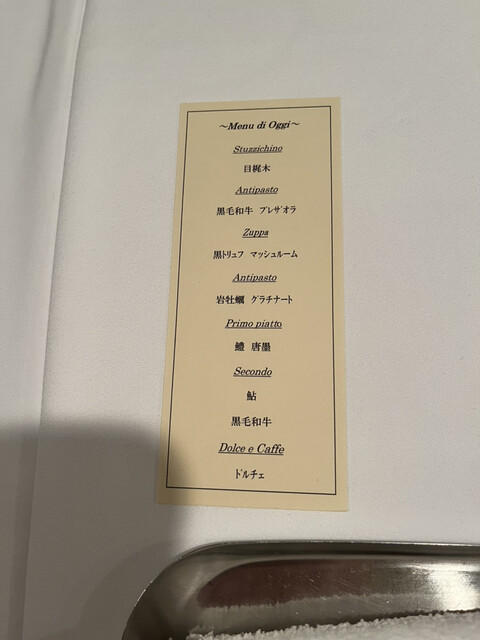 ~Menu di Oggi~
Stuzzichino
目梶木
Antipasto
黒毛和牛 ブレザオラ
Zuppa
黒トリュフ マッシュルーム
Antipasto
岩牡蠣 グラチナート
Primo piatto
鱧 唐墨
Secondo
鮎
黒毛和牛
Dolce e Caffe
ドルチェ